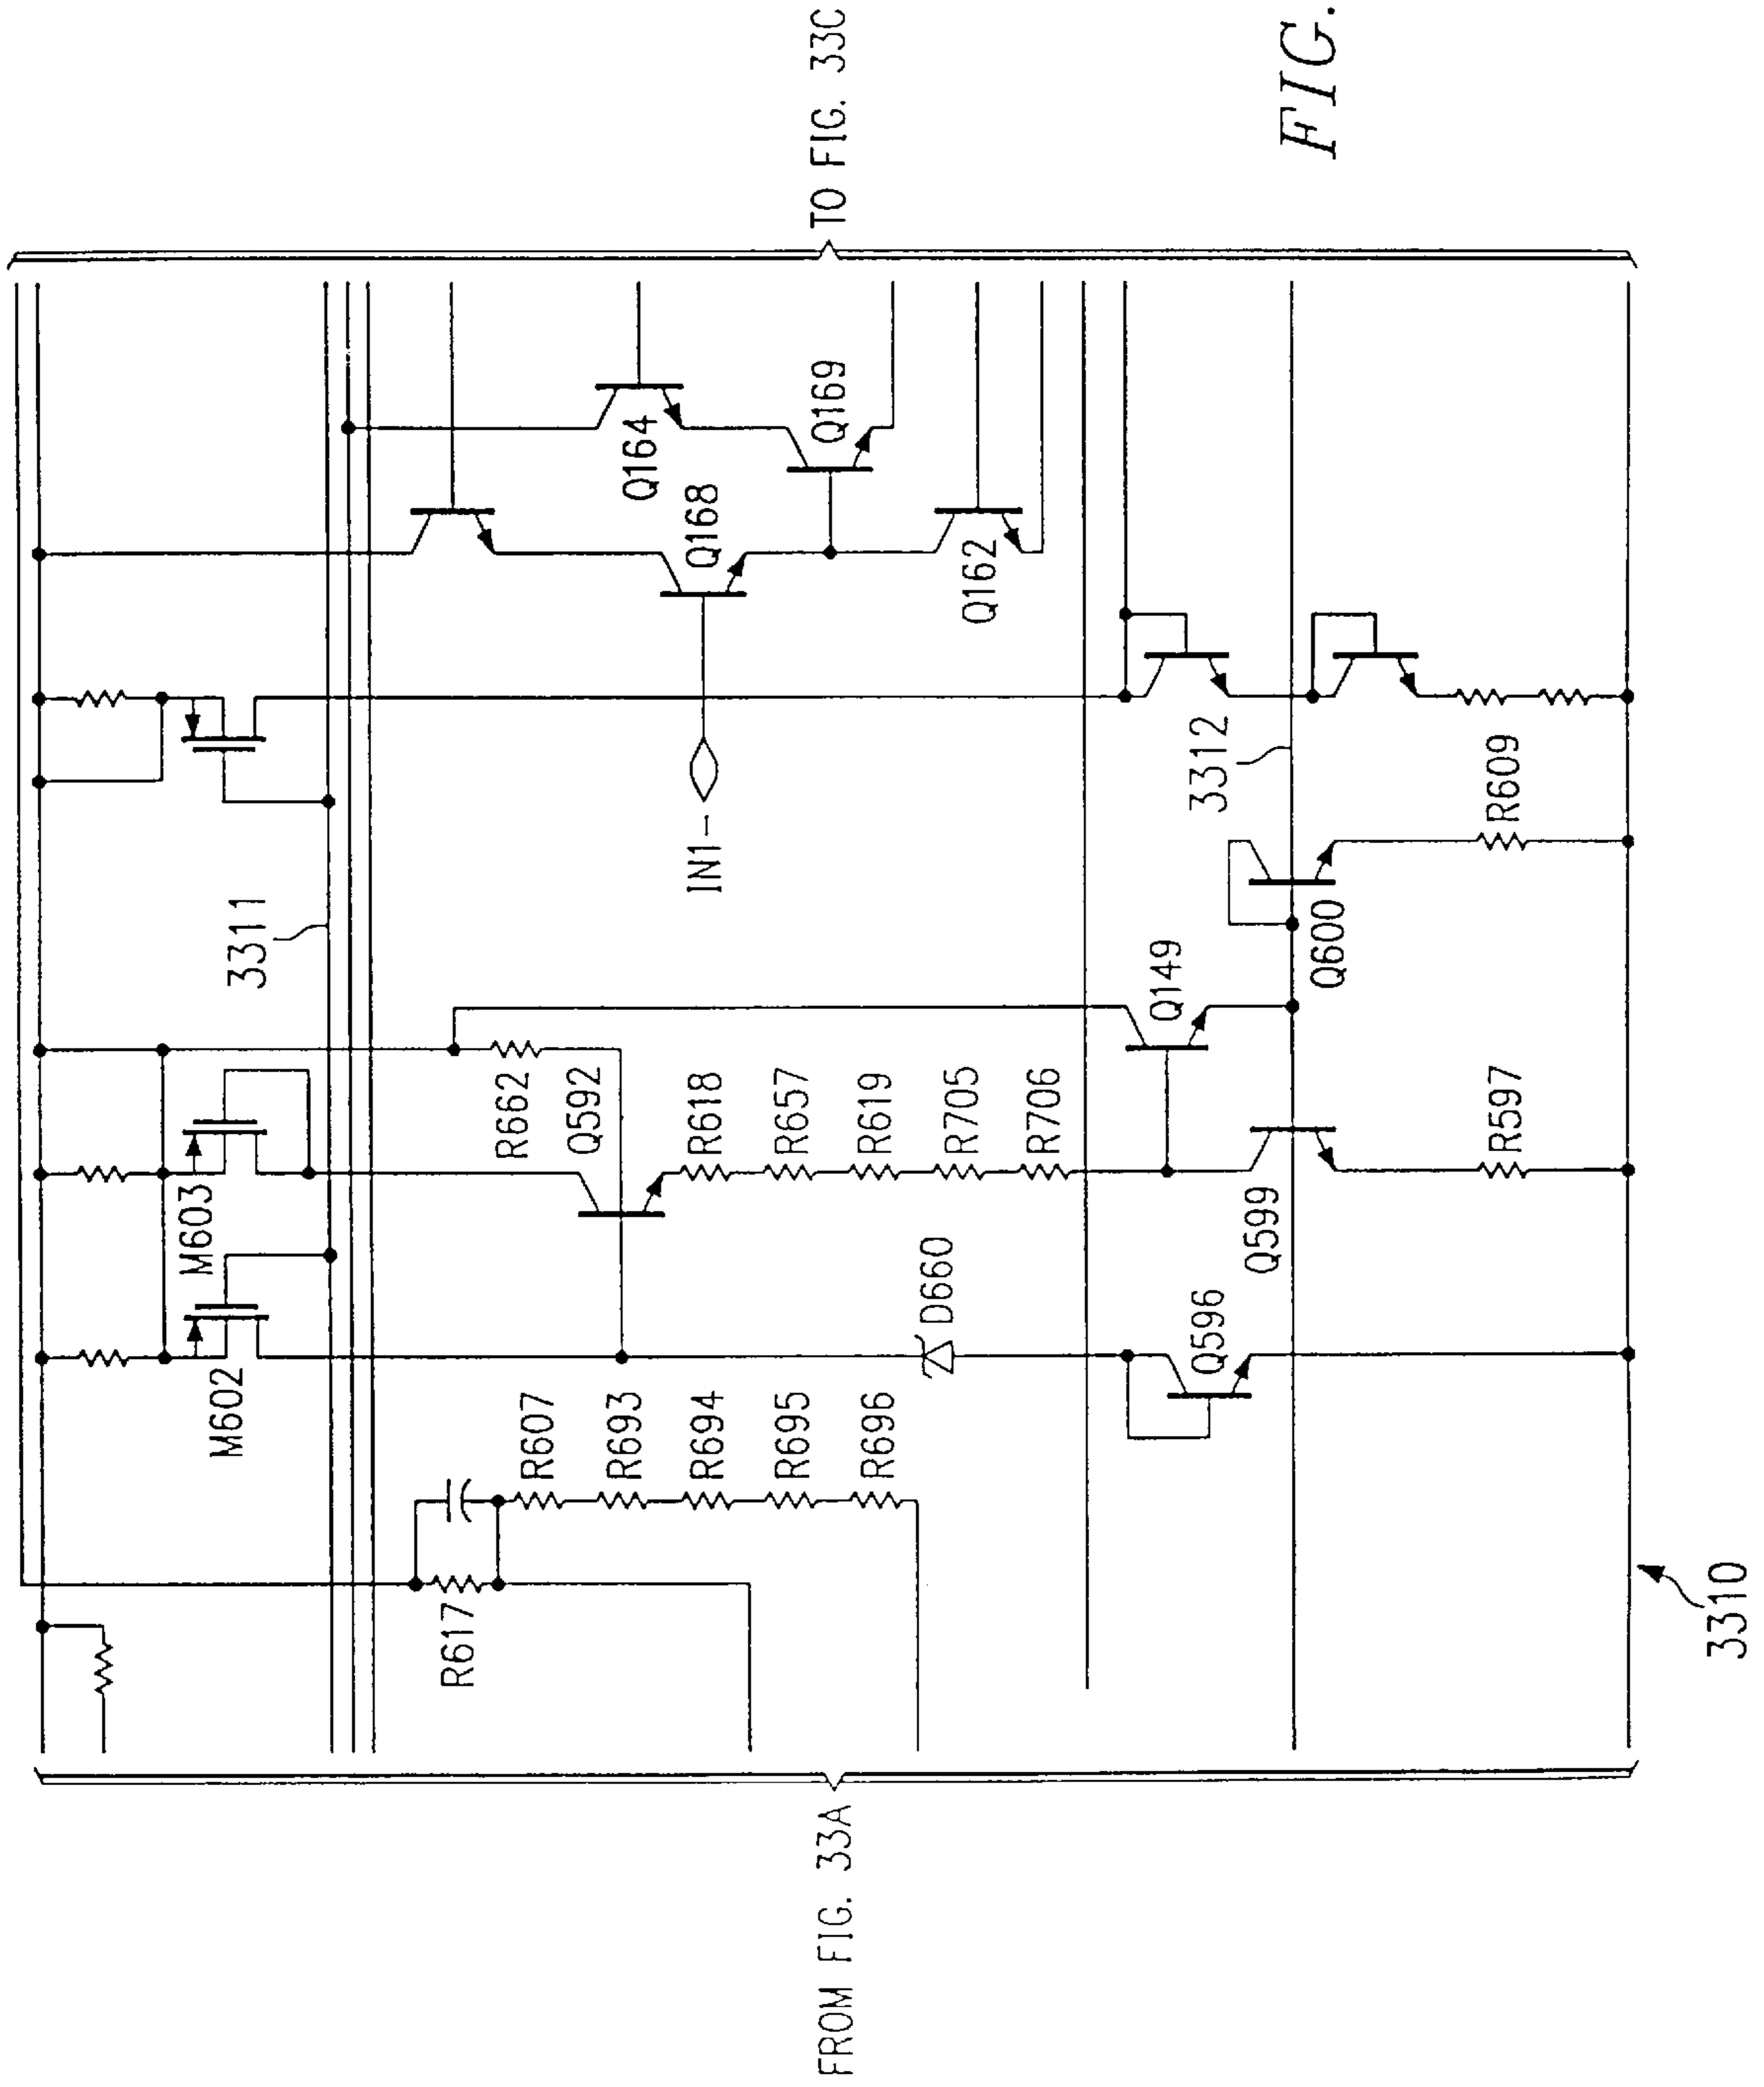 TO FIG. 33C
FIG.
Q164
Q169
Q168
Q162
3311
IN1-
3312
R609
Q149
Q600
R662
Q592
R618
R657
R619
R705
R706
M603
R597
Q599
M602
D660
Q596
R607
R693
R694
R695
R696
R617
3310
FROM FIG. 33A